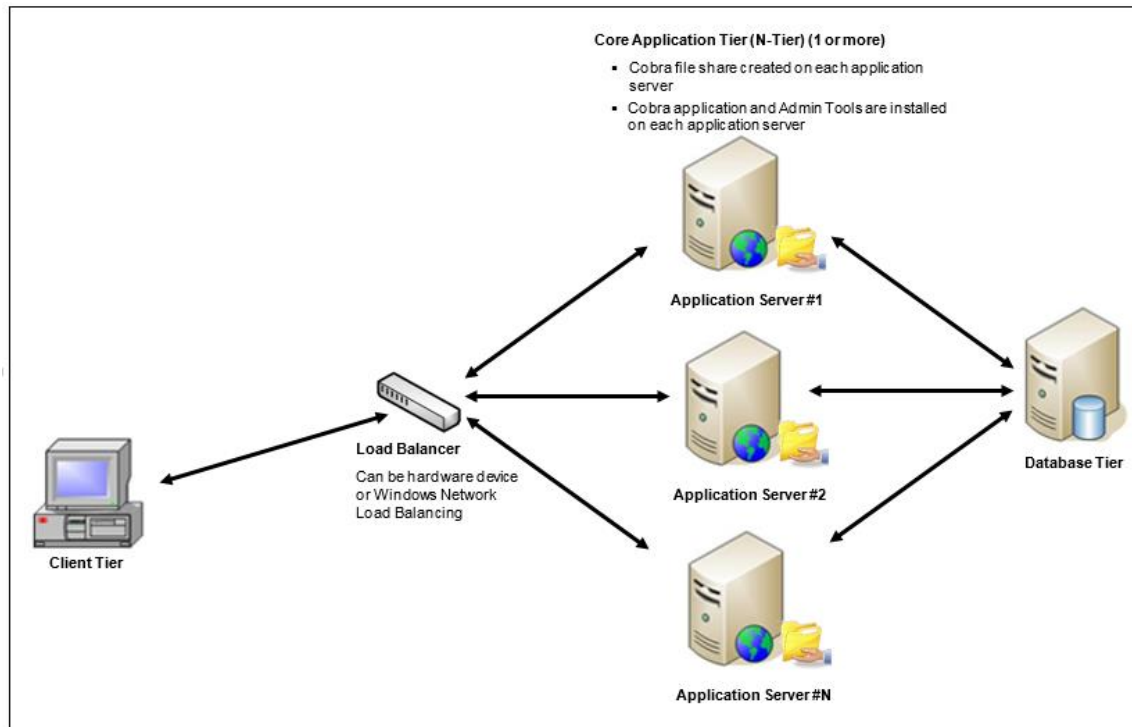 Core Application Tier (N-Tier) (1 or more)
▪ Cobra file share created on each application
server
▪ Cobra application and Admin Tools are installed
on each application server
Application Server #1
Load Balancer
Can be hardware device
or Windows Network
Load Balancing
Application Server #2
Database Tier
Client Tier
Application Server #N